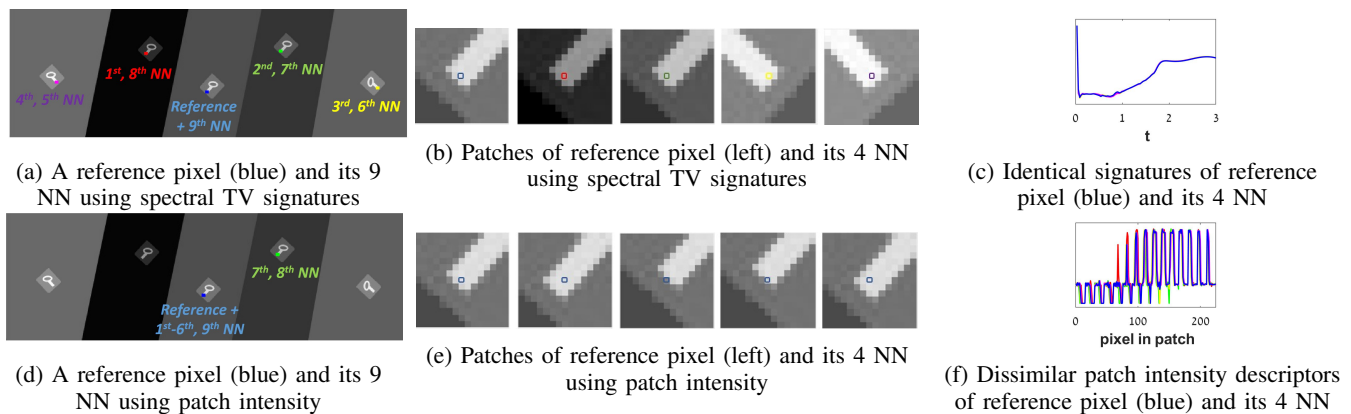 1st, 8th NN
2nd, 7th NN
4th, 5th NN
Reference
+ 9th NN
3rd, 6th NN
(a) A reference pixel (blue) and its 9
NN using spectral TV signatures
(b) Patches of reference pixel (left) and its 4 NN
using spectral TV signatures
0 1 2 3
t
(c) Identical signatures of reference
pixel (blue) and its 4 NN
7th, 8th NN
Reference +
1st-6th, 9th NN
(d) A reference pixel (blue) and its 9
NN using patch intensity
(e) Patches of reference pixel (left) and its 4 NN
using patch intensity
0 100 200
pixel in patch
(f) Dissimilar patch intensity descriptors
of reference pixel (blue) and its 4 NN